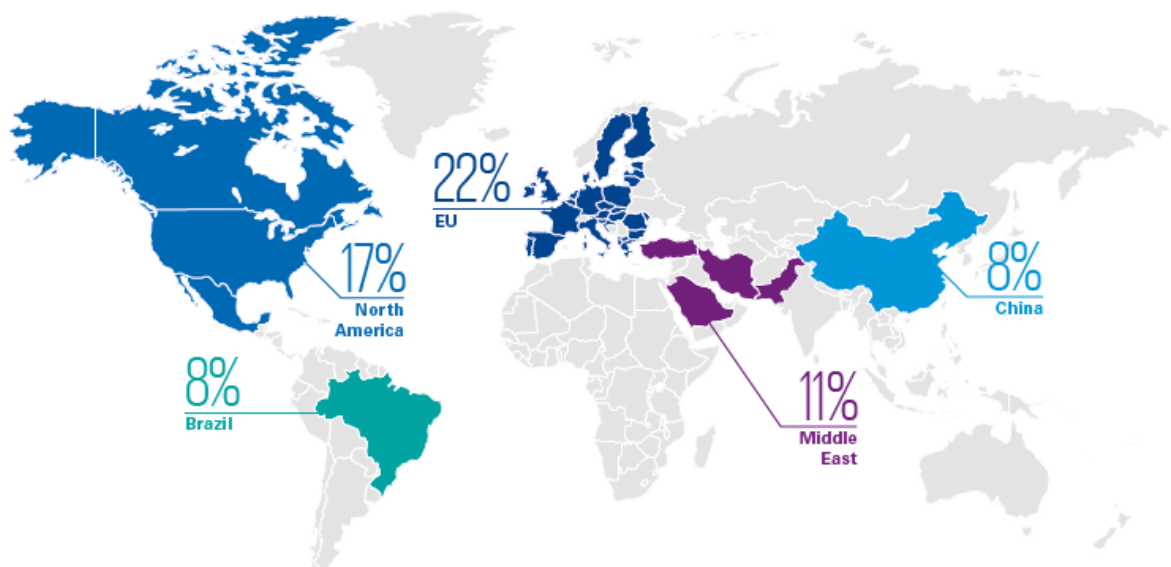 22%
EU
17%
North
America
8%
China
8%
Brazil
11%
Middle
East